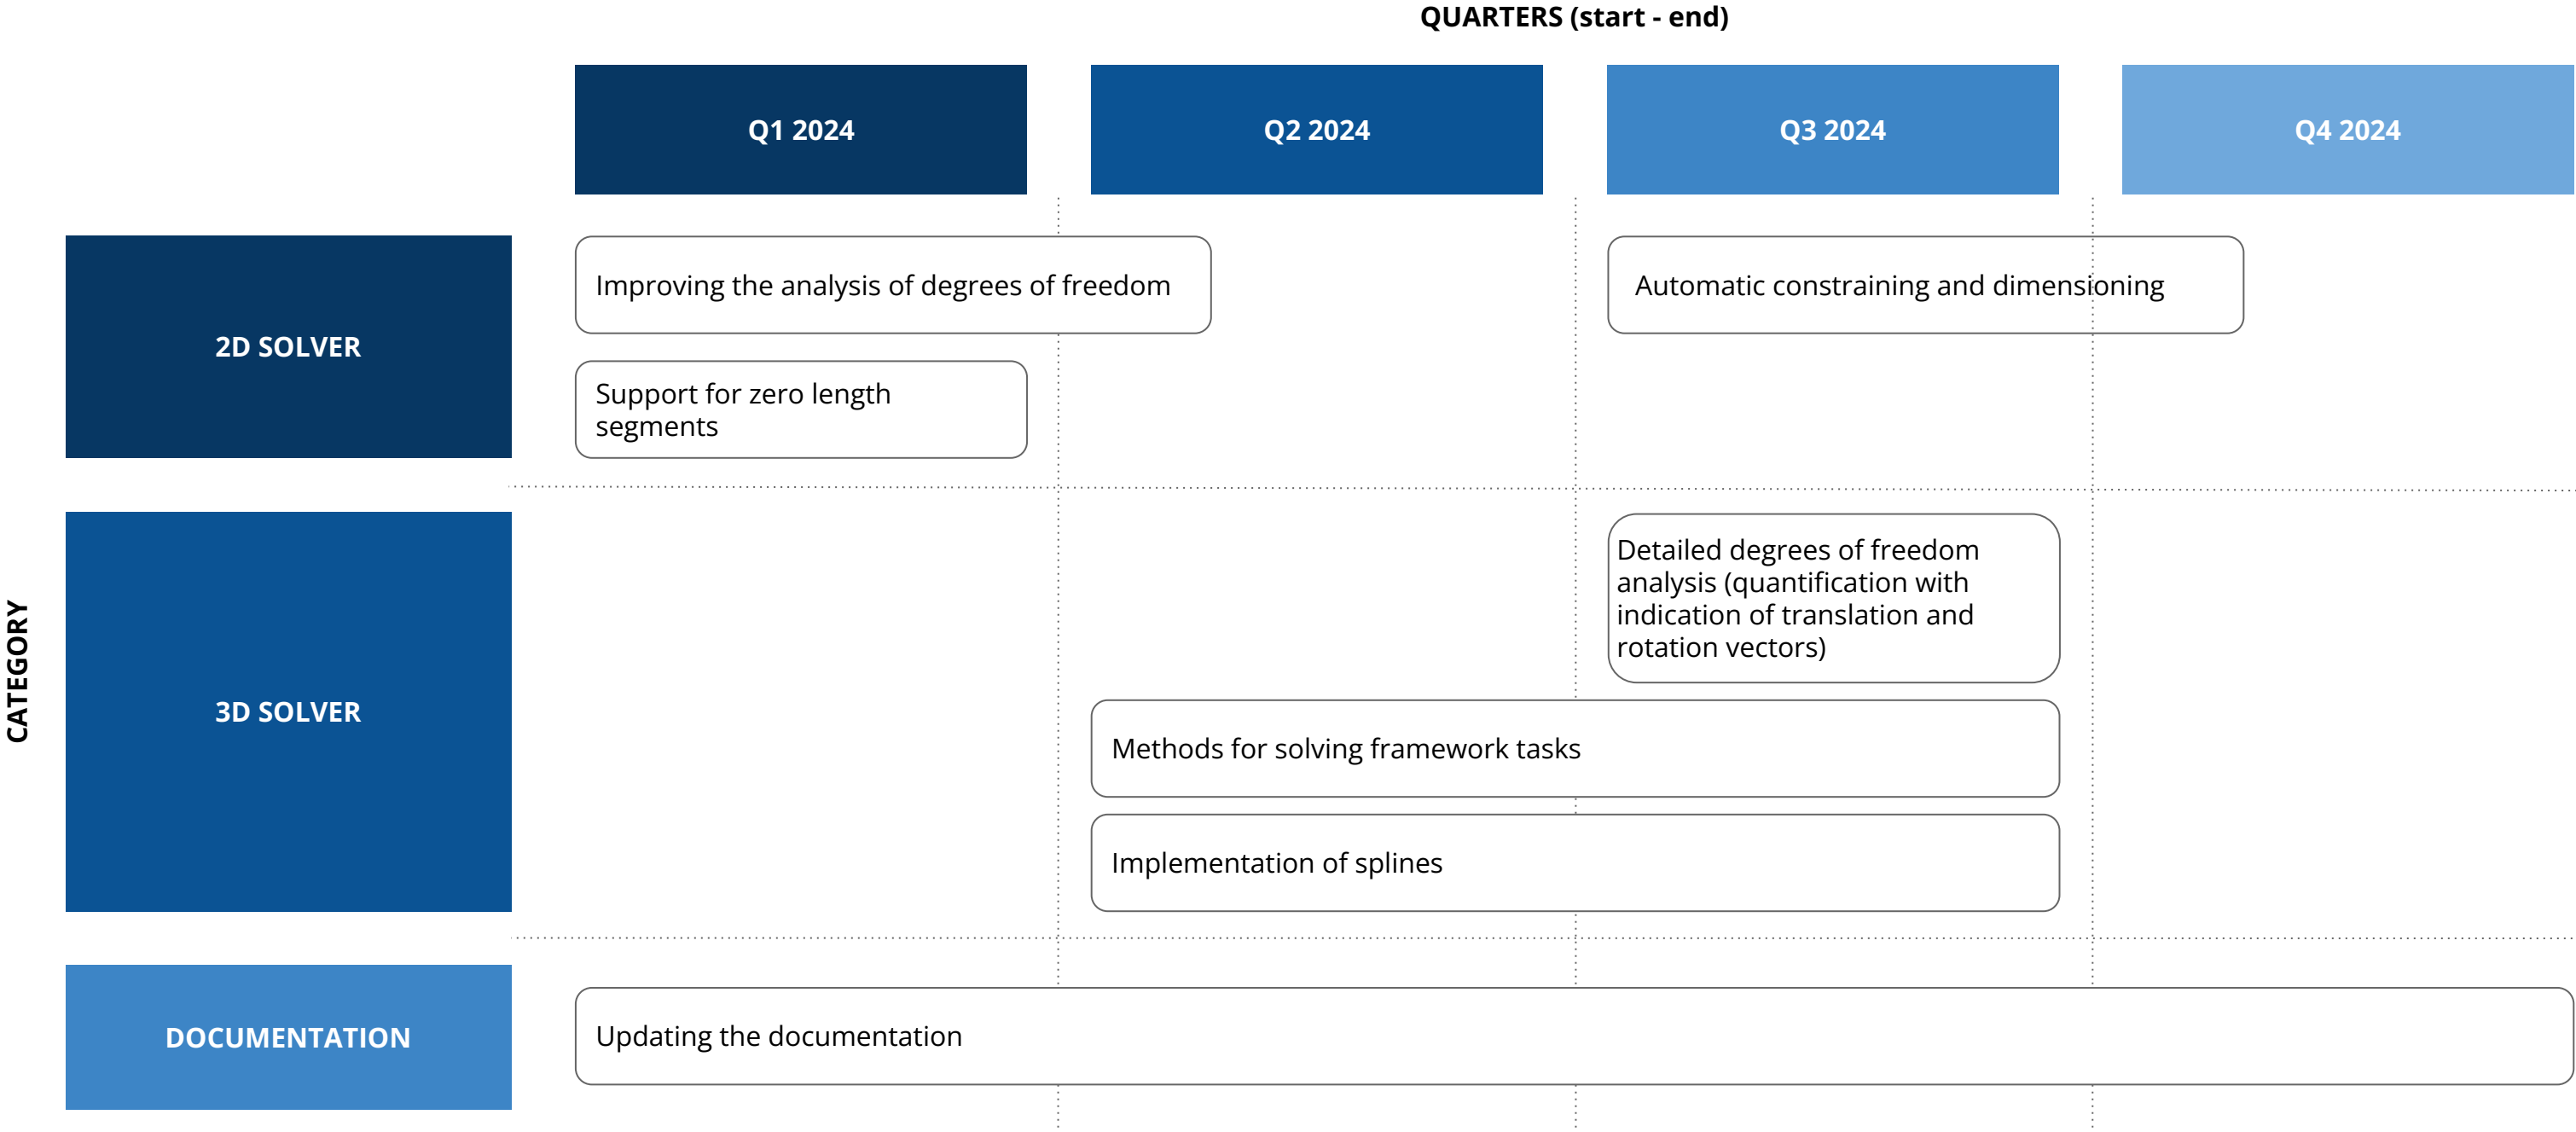 QUARTERS (start - end)
Q1 2024
Q2 2024
Q3 2024
Q4 2024
CATEGORY
2D SOLVER
Improving the analysis of degrees of freedom
Automatic constraining and dimensioning
Support for zero length
segments
3D SOLVER
Detailed degrees of freedom
analysis (quantification with
indication of translation and
rotation vectors)
Methods for solving framework tasks
Implementation of splines
DOCUMENTATION
Updating the documentation